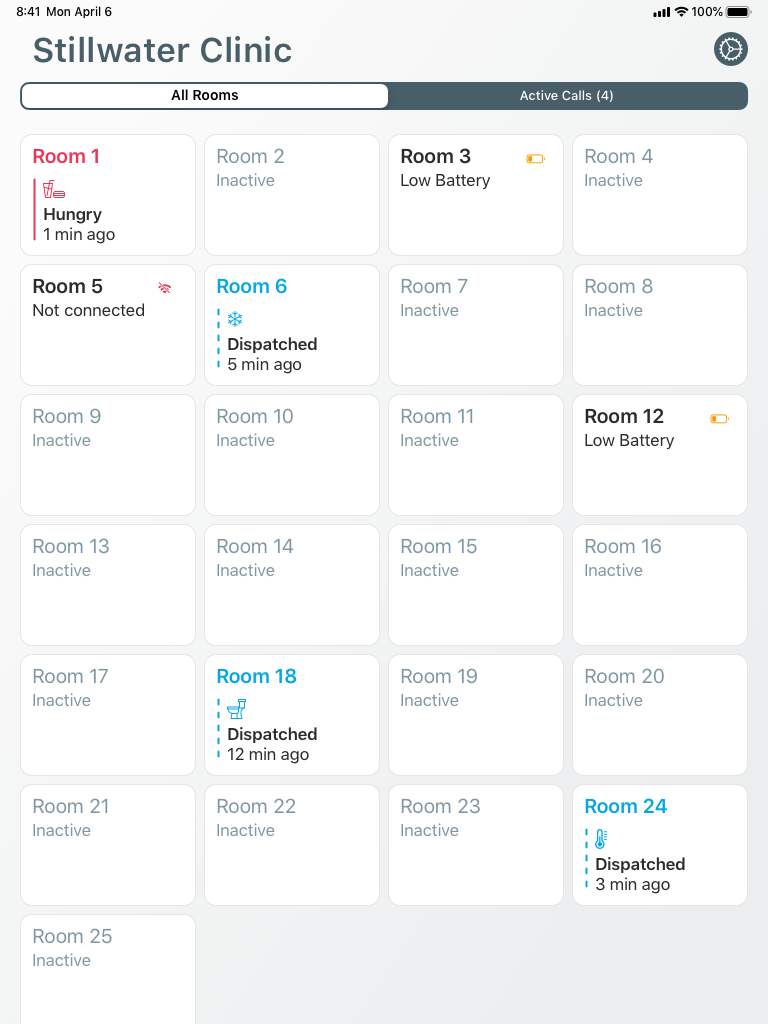 8:41 Mon April 6
100%
Stillwater Clinic
All Rooms
Active Calls (4)
Room 1
Hungry
1 min ago
Room 2
Inactive
Room 3
Low Battery
Room 4
Inactive
Room 5
Not connected
Room 6
Dispatched
5 min ago
Room 7
Inactive
Room 8
Inactive
Room 9
Inactive
Room 10
Inactive
Room 11
Inactive
Room 12
Low Battery
Room 13
Inactive
Room 14
Inactive
Room 15
Inactive
Room 16
Inactive
Room 17
Inactive
Room 18
Dispatched
12 min ago
Room 19
Inactive
Room 20
Inactive
Room 21
Inactive
Room 22
Inactive
Room 23
Inactive
Room 24
Dispatched
3 min ago
Room 25
Inactive